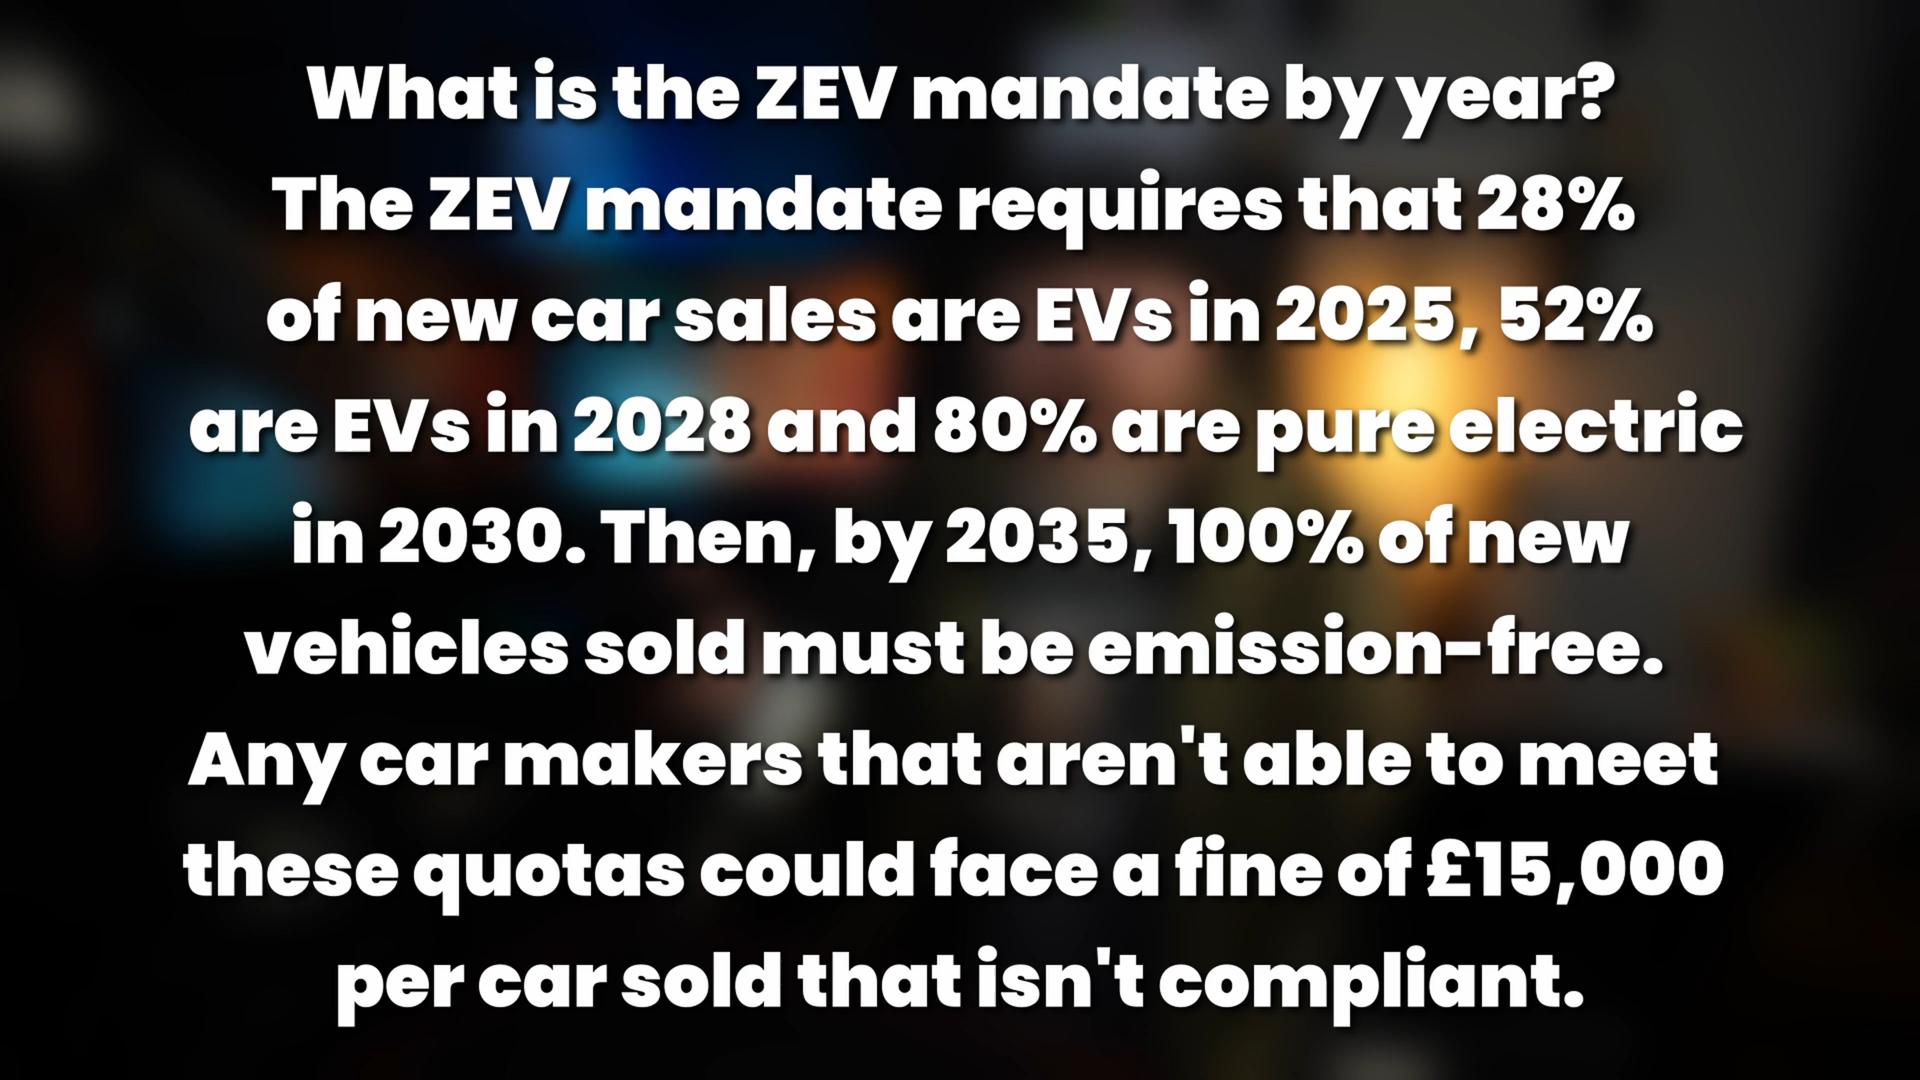 What is the ZEV mandate by year?
The ZEV mandate requires that 28%
of new car sales are EVs in 2025, 52%
are EVs in 2028 and 80% are pure electric
in 2030. Then, by 2035, 100% of new
vehicles sold must be emission-free.
Any car makers that aren't able to meet
these quotas could face a fine of £15,000
per car sold that isn't compliant.